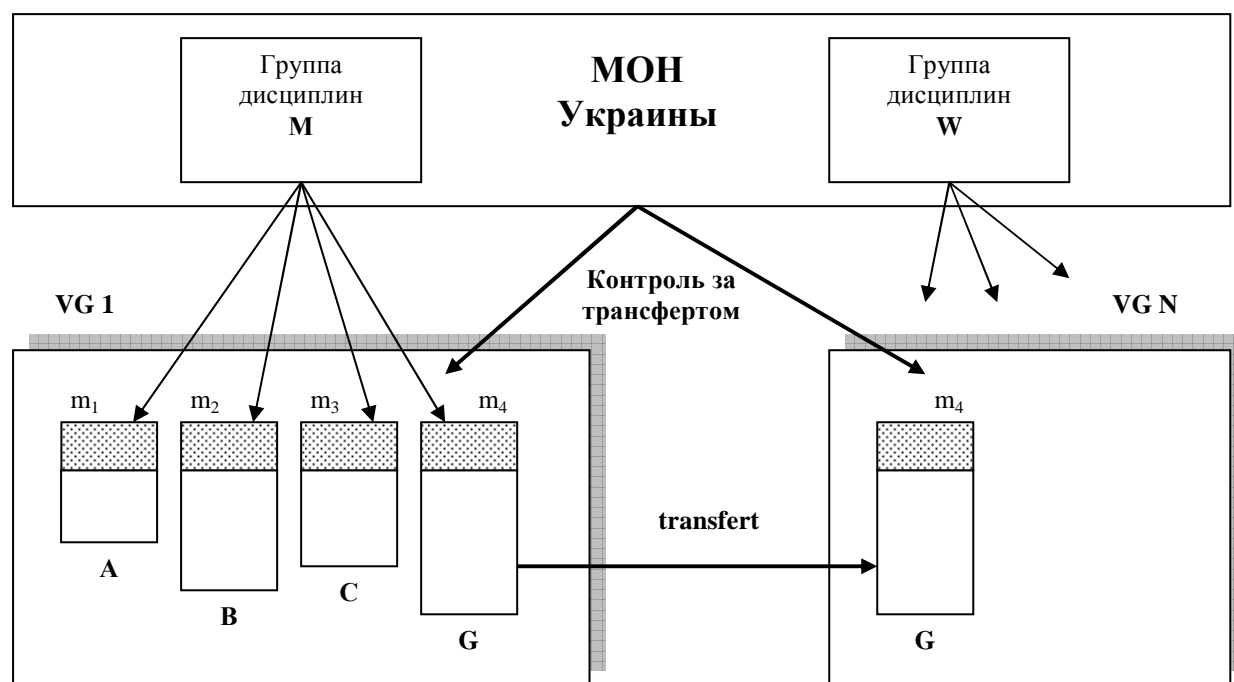 Группа
дисциплин
M
МОН
Украины
Группа
дисциплин
W
Контроль за
трансфертом
VG 1
VG N
m₁
m₂
m₃
m₄
m₄
transfert
A
B
C
G
G